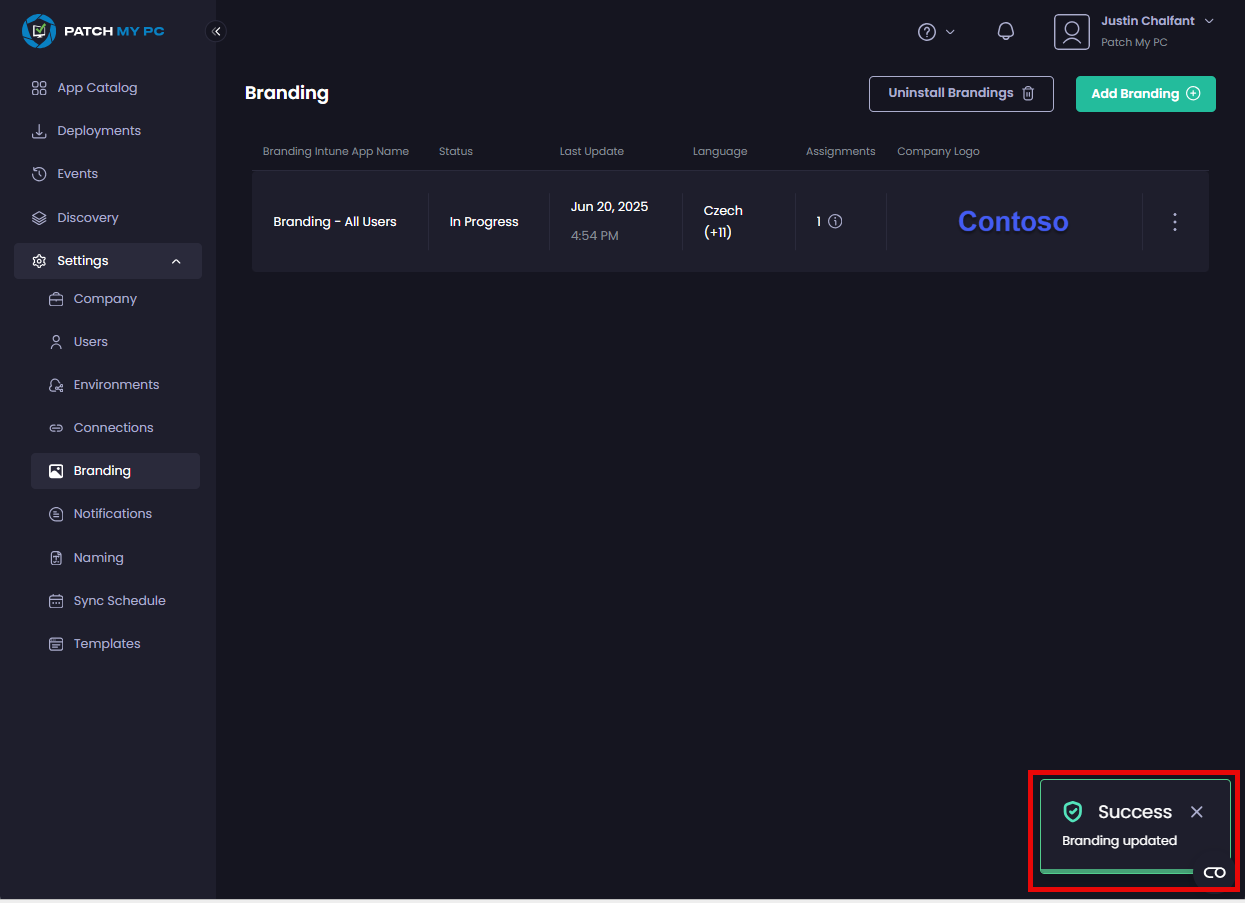 PATCH MY PC
Justin Chalfant
Patch My PC
App Catalog
Deployments
Events
Discovery
Settings
Company
Users
Environments
Connections
Branding
Notifications
Naming
Sync Schedule
Templates
Branding
Uninstall Brandings
Add Branding
Branding Intune App Name Status Last Update Language Assignments Company Logo
Branding - All Users In Progress Jun 20, 2025 Czech 1 Contoso
4:54 PM (+11)
Success
Branding updated